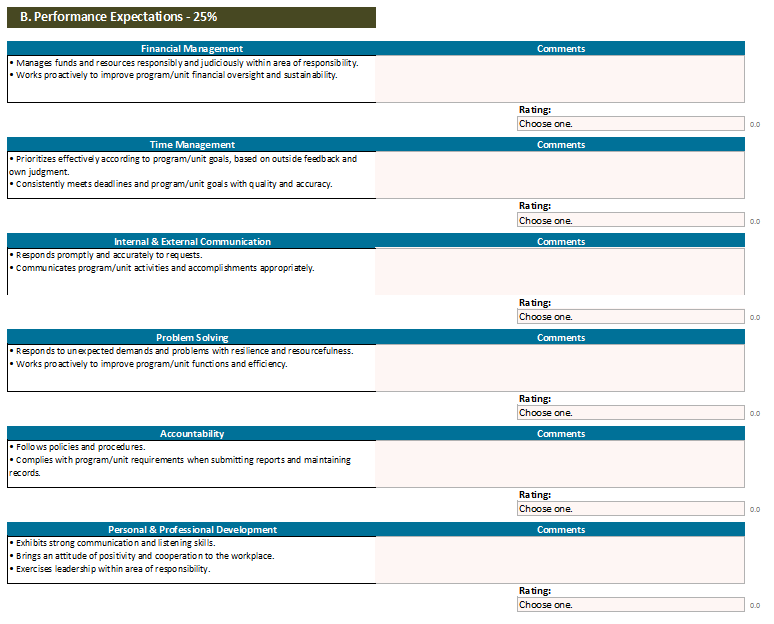 B. Performance Expectations - 25%
Financial Management
Comments
• Manages funds and resources responsibly and judiciously within area of responsibility.
• Works proactively to improve program/unit financial oversight and sustainability.
Rating:
Choose one.
0.0
Time Management
Comments
• Prioritizes effectively according to program/unit goals, based on outside feedback and
own judgment.
• Consistently meets deadlines and program/unit goals with quality and accuracy.
Rating:
Choose one.
0.0
Internal & External Communication
Comments
• Responds promptly and accurately to requests.
• Communicates program/unit activities and accomplishments appropriately.
Rating:
Choose one.
0.0
Problem Solving
Comments
• Responds to unexpected demands and problems with resilience and resourcefulness.
• Works proactively to improve program/unit functions and efficiency.
Rating:
Choose one.
0.0
Accountability
Comments
• Follows policies and procedures.
• Complies with program/unit requirements when submitting reports and maintaining
records.
Rating:
Choose one.
0.0
Personal & Professional Development
Comments
• Exhibits strong communication and listening skills.
• Brings an attitude of positivity and cooperation to the workplace.
• Exercises leadership within area of responsibility.
Rating:
Choose one.
0.0